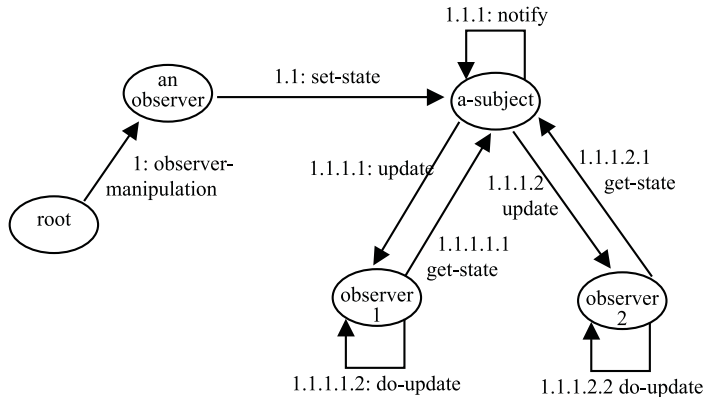 1.1.1: notify
an
observer
1.1: set-state
a-subject
1: observer-
manipulation
root
1.1.1.1: update
1.1.1.1.1
get-state
1.1.1.2
update
1.1.1.2.1
get-state
observer
1
observer
2
1.1.1.1.2: do-update
1.1.1.2.2 do-update